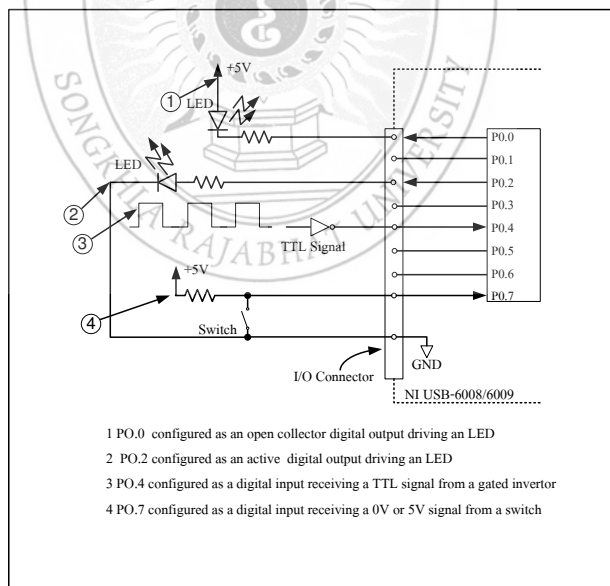 +5V
1
LED
P0.0
P0.1
LED
P0.2
2
P0.3
3
P0.4
TTL Signal
P0.5
+5V
P0.6
P0.7
4
Switch
GND
I/O Connector
NI USB-6008/6009
SONGKHLA RAJABHAT UNIVERSITY
1 PO.0 configured as an open collector digital output driving an LED
2 PO.2 configured as an active digital output driving an LED
3 PO.4 configured as a digital input receiving a TTL signal from a gated invertor
4 PO.7 configured as a digital input receiving a 0V or 5V signal from a switch